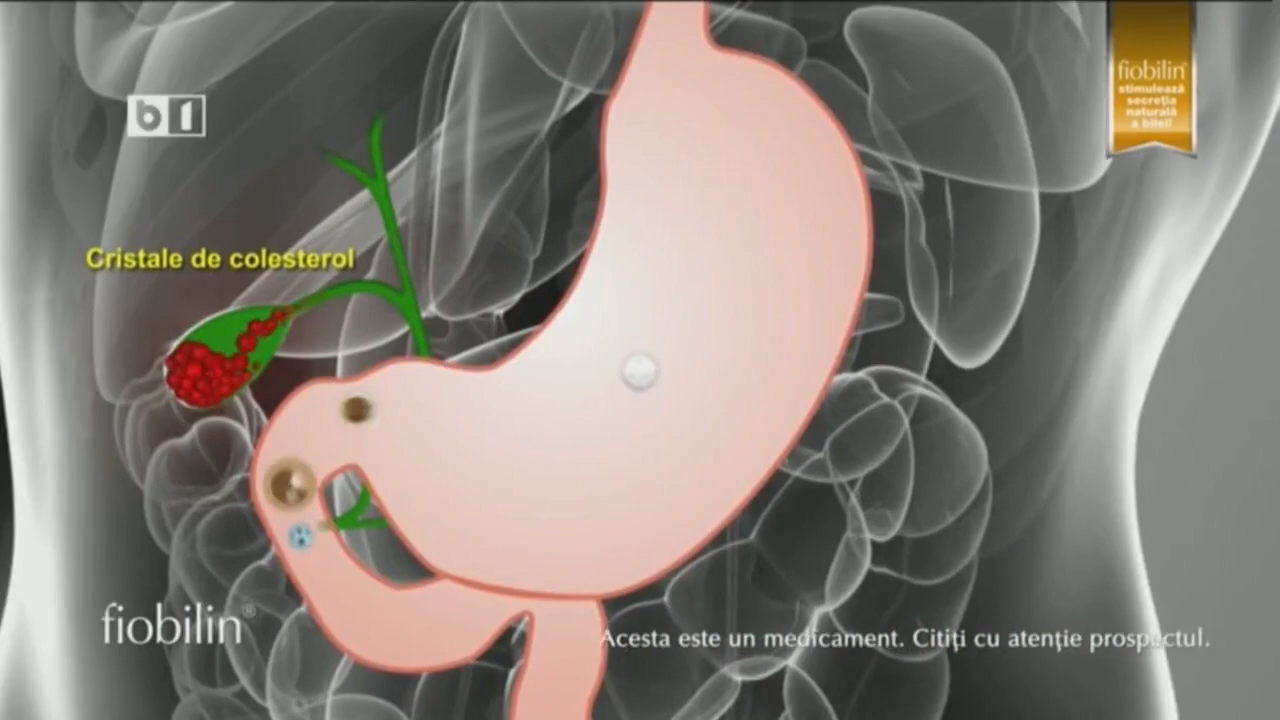 b1
fiobilin®
stimulează
secreția
naturală
a bilei!
Cristale de colesterol
fiobilin®
Acesta este un medicament. Citiți cu atenție prospectul.